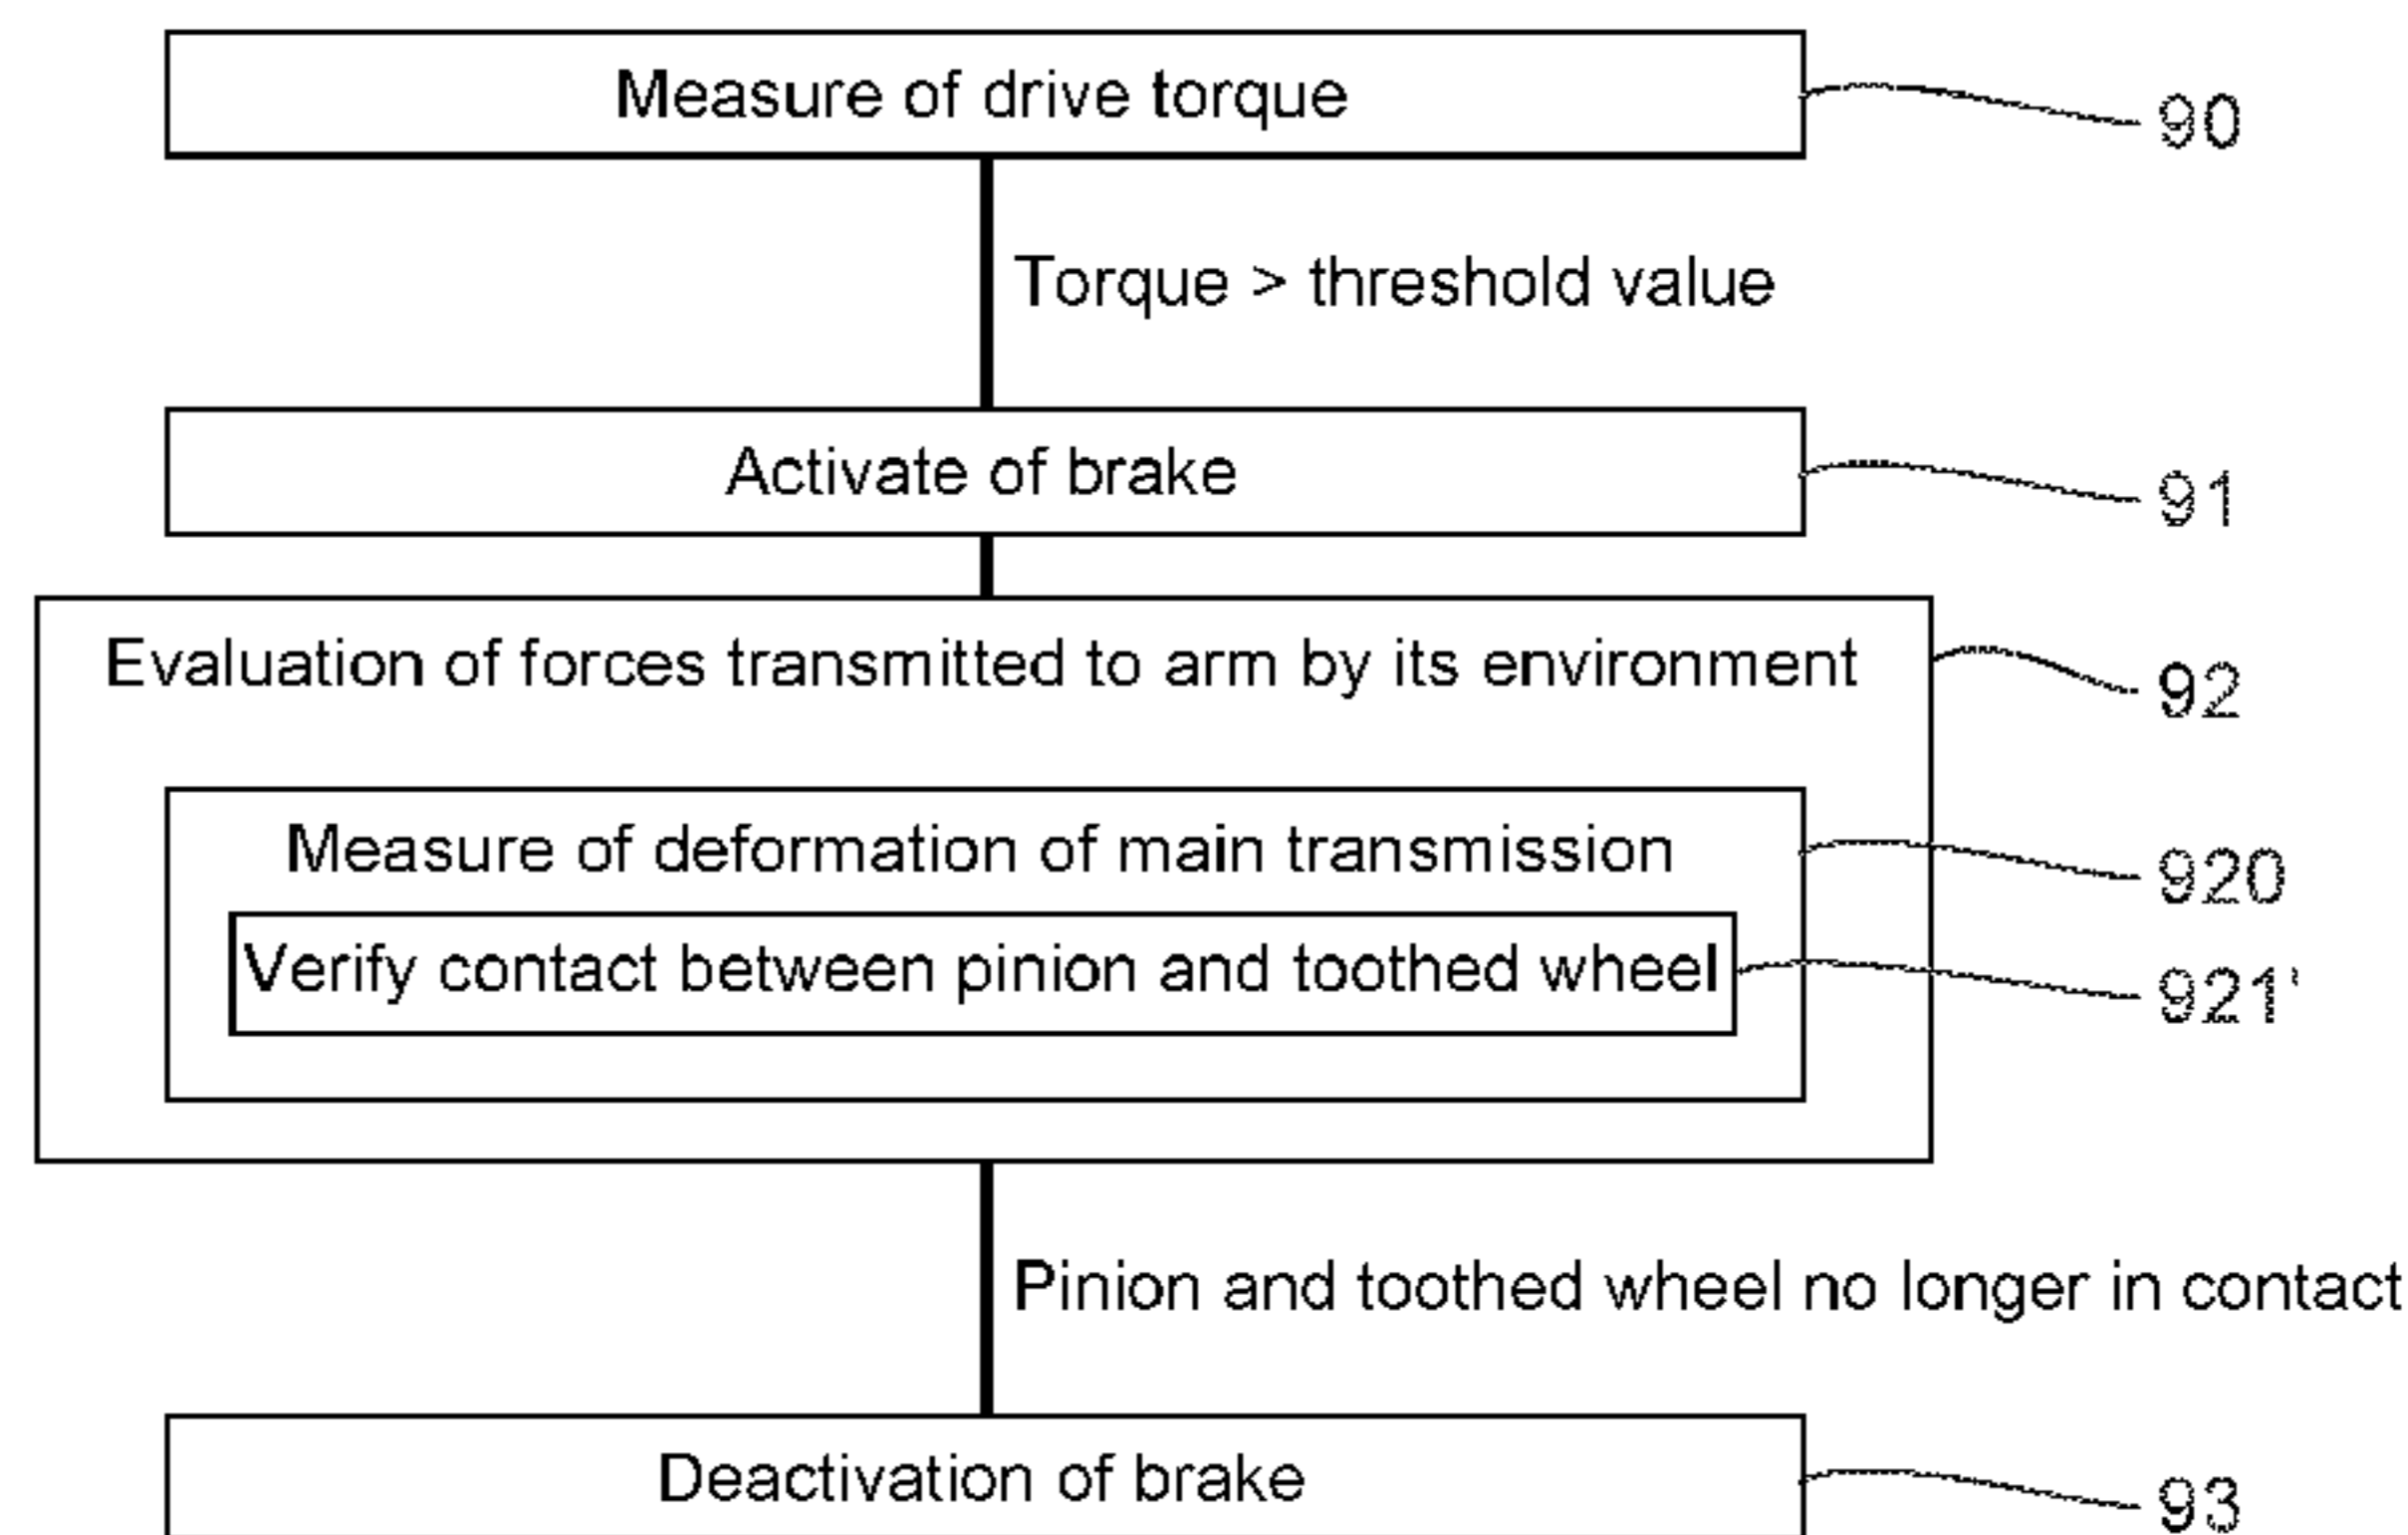 Measure of drive torque
90
Torque > threshold value
Activate of brake
91
Evaluation of forces transmitted to arm by its environment
92
Measure of deformation of main transmission
920
Verify contact between pinion and toothed wheel
921'
Pinion and toothed wheel no longer in contact
Deactivation of brake
93